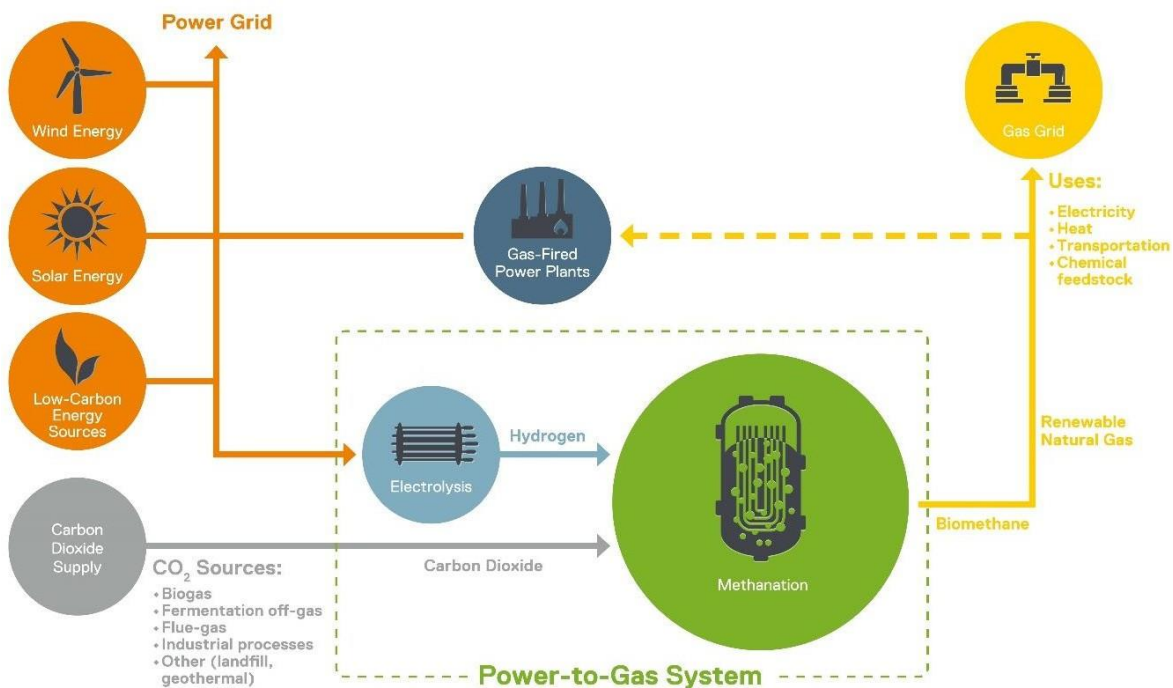 Power Grid
Wind Energy
Gas Grid
Uses:
• Electricity
• Heat
• Transportation
• Chemical
feedstock
Solar Energy
Gas-Fired
Power Plants
Low-Carbon
Energy
Sources
Hydrogen
Electrolysis
Renewable
Natural Gas
Biomethane
Carbon
Dioxide
Supply
Carbon Dioxide
Methanation
CO₂ Sources:
• Biogas
• Fermentation off-gas
• Flue-gas
• Industrial processes
• Other (landfill,
geothermal)
Power-to-Gas System